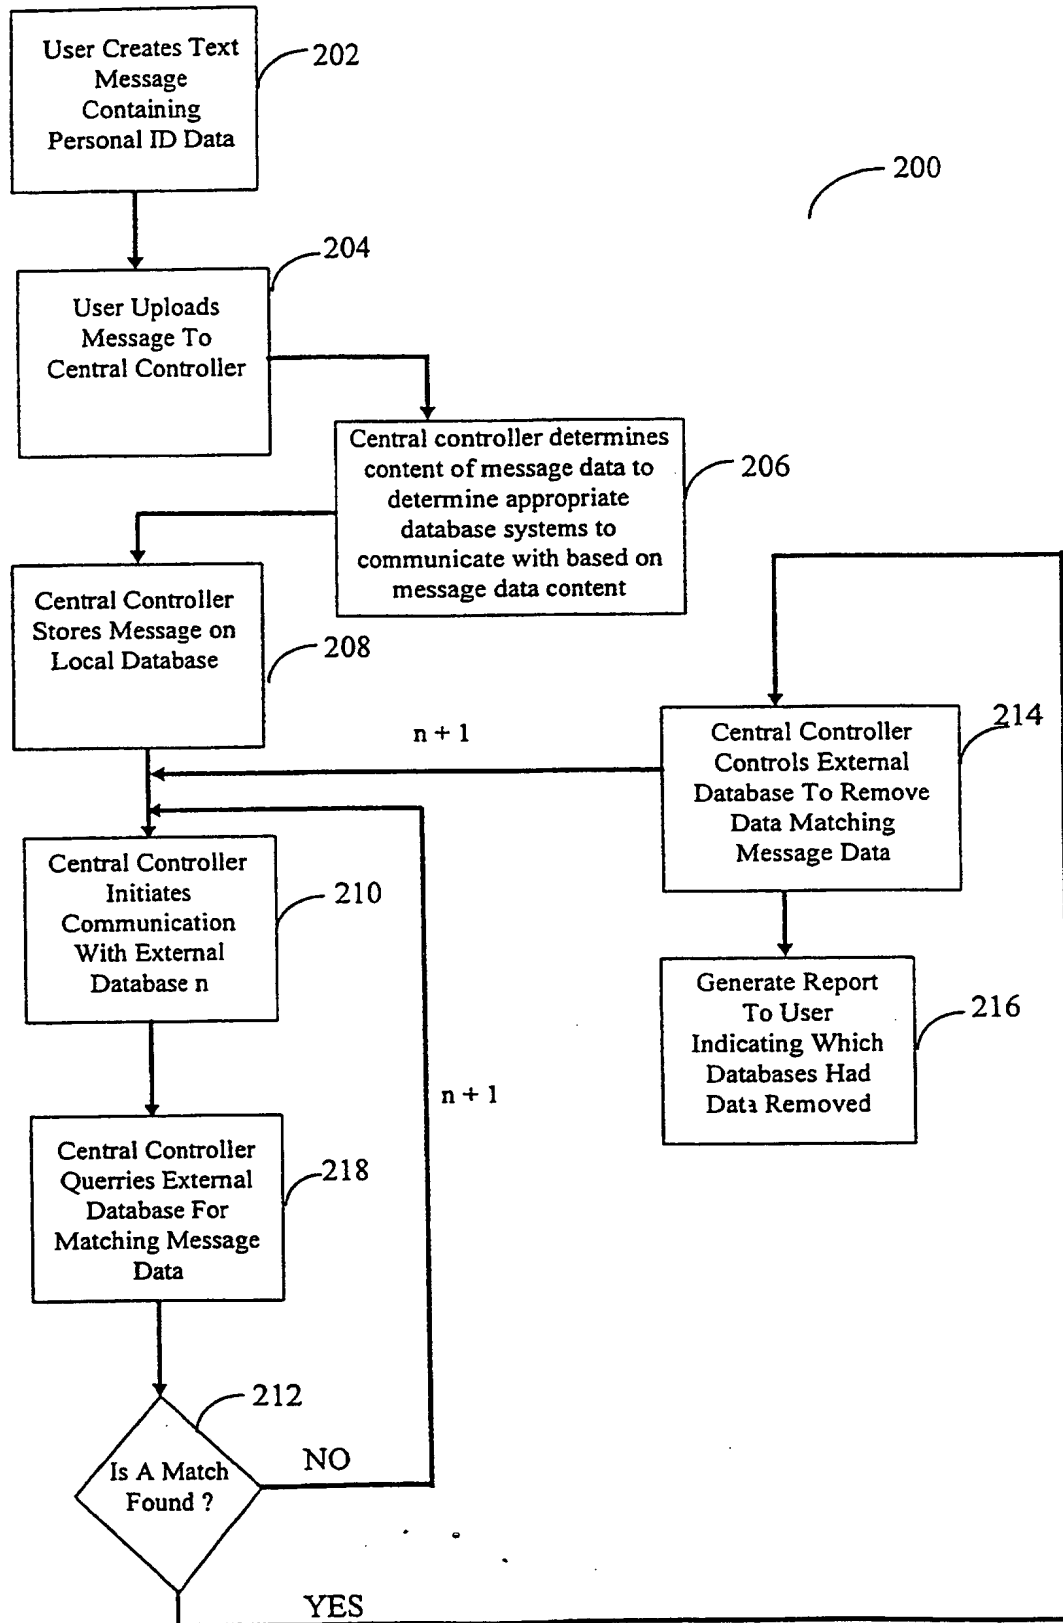 User Creates Text
Message
Containing
Personal ID Data
202
200
204
User Uploads
Message To
Central Controller
Central controller determines
content of message data to
determine appropriate
database systems to
communicate with based on
message data content
206
Central Controller
Stores Message on
Local Database
208
n + 1
Central Controller
Controls External
Database To Remove
Data Matching
Message Data
214
Central Controller
Initiates
Communication
With External
Database n
210
Generate Report
To User
Indicating Which
Databases Had
Data Removed
216
n + 1
Central Controller
Querries External
Database For
Matching Message
Data
218
212
Is A Match
Found ?
NO
YES